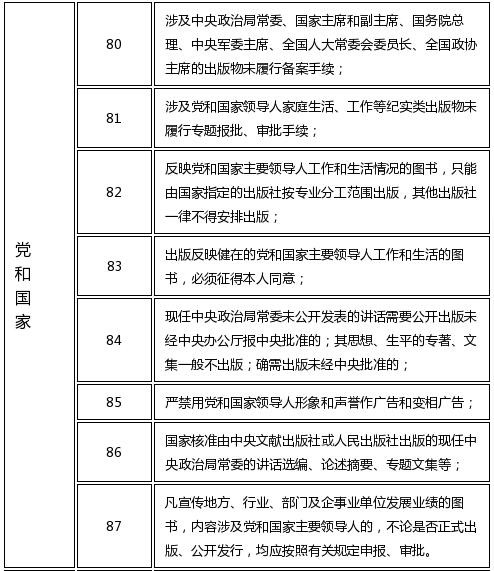 党
和
国
家
80
涉及中央政治局常委、国家主席和副主席、国务院总
理、中央军委主席、全国人大常委会委员长、全国政协
主席的出版物未履行备案手续；
81
涉及党和国家领导人家庭生活、工作等纪实类出版物未
履行专题报批、审批手续；
82
反映党和国家主要领导人工作和生活情况的图书，只能
由国家指定的出版社按专业分工范围出版，其他出版社
一律不得安排出版；
83
出版反映健在的党和国家主要领导人工作和生活的图
书，必须征得本人同意；
84
现任中央政治局常委未公开发表的讲话需要公开出版未
经中央办公厅报中央批准的；其思想、生平的专著、文
集一般不出版；确需出版未经中央批准的；
85
严禁用党和国家领导人形象和声誉作广告和变相广告；
86
国家核准由中央文献出版社或人民出版社出版的现任中
央政治局常委的讲话选编、论述摘要、专题文集等；
87
凡宣传地方、行业、部门及企事业单位发展业绩的图
书，内容涉及党和国家主要领导人的，不论是否正式出
版、公开发行，均应按照有关规定申报、审批。